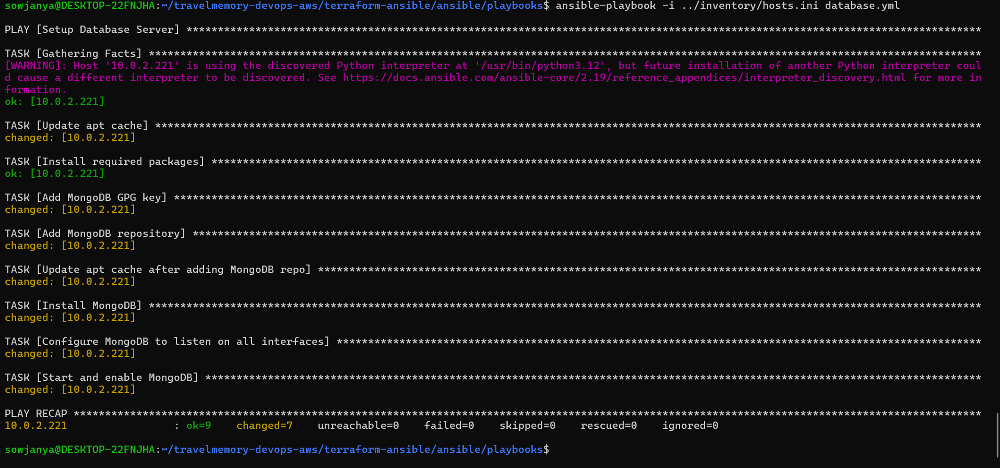 sowjanya@DESKTOP-22FNJHA:~/travelmemory-devops-aws/terraform-ansible/ansible/playbooks$ ansible-playbook -i ../inventory/hosts.ini database.yml
PLAY [Setup Database Server] *******************************************************************************************************************************
TASK [Gathering Facts] *************************************************************************************************************************************
[WARNING]: Host '10.0.2.221' is using the discovered Python interpreter at '/usr/bin/python3.12', but future installation of another Python interpreter coul
d cause a different interpreter to be discovered. See https://docs.ansible.com/ansible-core/2.19/reference_appendices/interpreter_discovery.html for more in
formation.
ok: [10.0.2.221]
TASK [Update apt cache] ************************************************************************************************************************************
changed: [10.0.2.221]
TASK [Install required packages] ***************************************************************************************************************************
ok: [10.0.2.221]
TASK [Add MongoDB GPG key] *********************************************************************************************************************************
changed: [10.0.2.221]
TASK [Add MongoDB repository] ******************************************************************************************************************************
changed: [10.0.2.221]
TASK [Update apt cache after adding MongoDB repo] **********************************************************************************************************
changed: [10.0.2.221]
TASK [Install MongoDB] *************************************************************************************************************************************
changed: [10.0.2.221]
TASK [Configure MongoDB to listen on all interfaces] *******************************************************************************************************
changed: [10.0.2.221]
TASK [Start and enable MongoDB] ****************************************************************************************************************************
changed: [10.0.2.221]
PLAY RECAP *************************************************************************************************************************************************
10.0.2.221                 : ok=9    changed=7    unreachable=0    failed=0    skipped=0    rescued=0    ignored=0
sowjanya@DESKTOP-22FNJHA:~/travelmemory-devops-aws/terraform-ansible/ansible/playbooks$